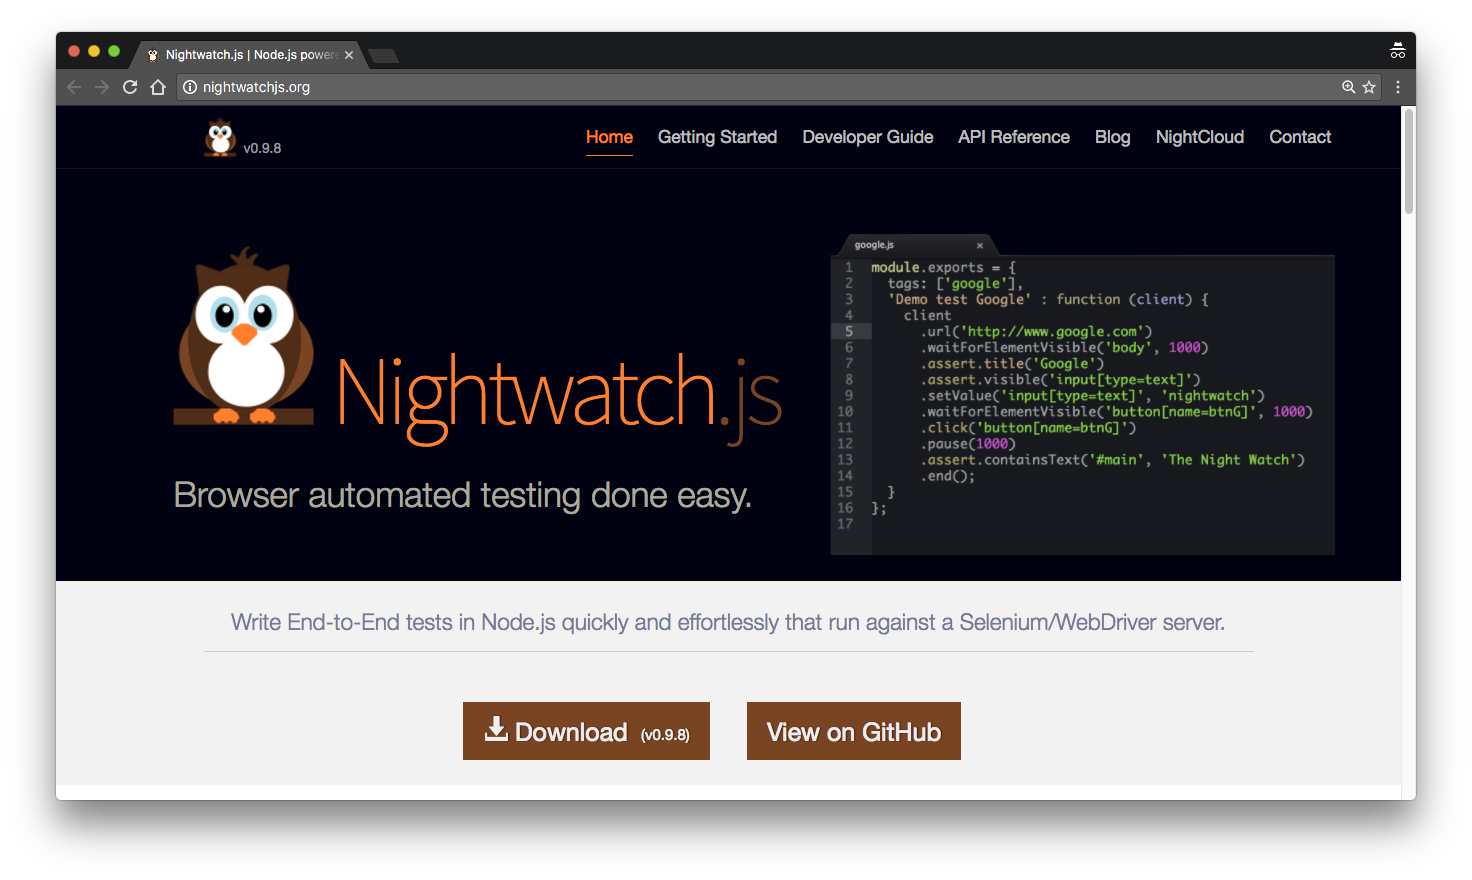 Nightwatch.js | Node.js powere
nightwatchjs.org
v0.9.8
Home Getting Started Developer Guide API Reference Blog NightCloud Contact
Nightwatch.js
Browser automated testing done easy.
google.js
1 module.exports = {
2 tags: ['google'],
3 'Demo test Google' : function (client) {
4 client
5 .url('http://www.google.com')
6 .waitForElementVisible('body', 1000)
7 .assert.title('Google')
8 .assert.visible('input[type=text]')
9 .setValue('input[type=text]', 'nightwatch')
10 .waitForElementVisible('button[name=btnG]', 1000)
11 .click('button[name=btnG]')
12 .pause(1000)
13 .assert.containsText('#main', 'The Night Watch')
14 .end();
15 }
16 };
17
Write End-to-End tests in Node.js quickly and effortlessly that run against a Selenium/WebDriver server.
Download (v0.9.8)
View on GitHub